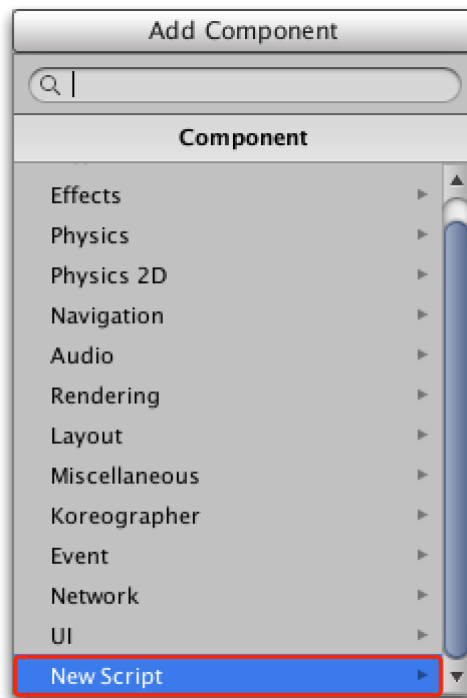 Add Component
Component
Effects
Physics
Physics 2D
Navigation
Audio
Rendering
Layout
Miscellaneous
Koreographer
Event
Network
UI
New Script